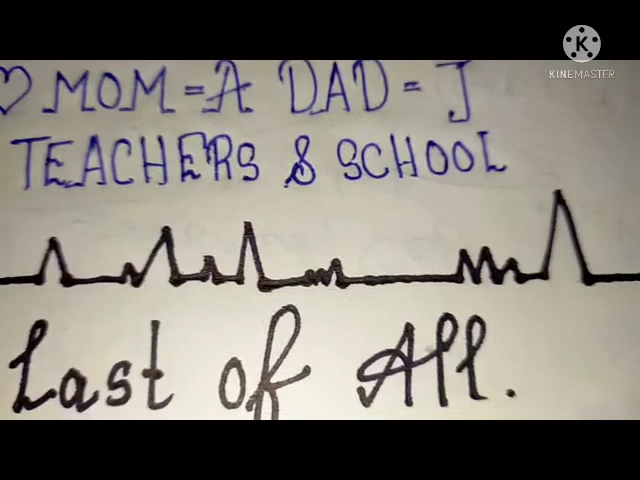 KINEMASTER
♡ MOM = A DAD = J
TEACHERS & SCHOOL
Last of All.